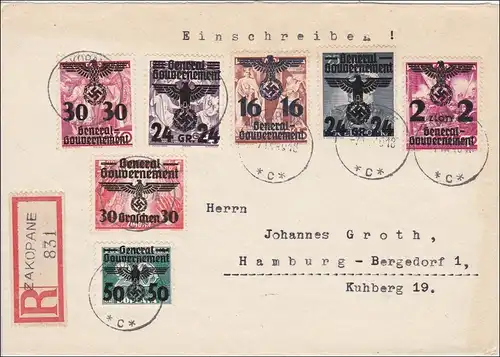 Einschreiben!
ZAKOPANE
30 30
General-
Gouvernement
General
Gouvernement
24 GR. 24
16 16
General-
Gouvernement
General
Gouvernement
24 GR. 24
2 2
ZLOTY
General-
Gouvernement
General
Gouvernement
30 Groschen 30
General
Gouvernement
50 50
*c*
*c*
*c*
*c*
R
ZAKOPANE
831
Herrn
Johannes Groth,
Hamburg - Bergedorf 1,
Kuhberg 19.